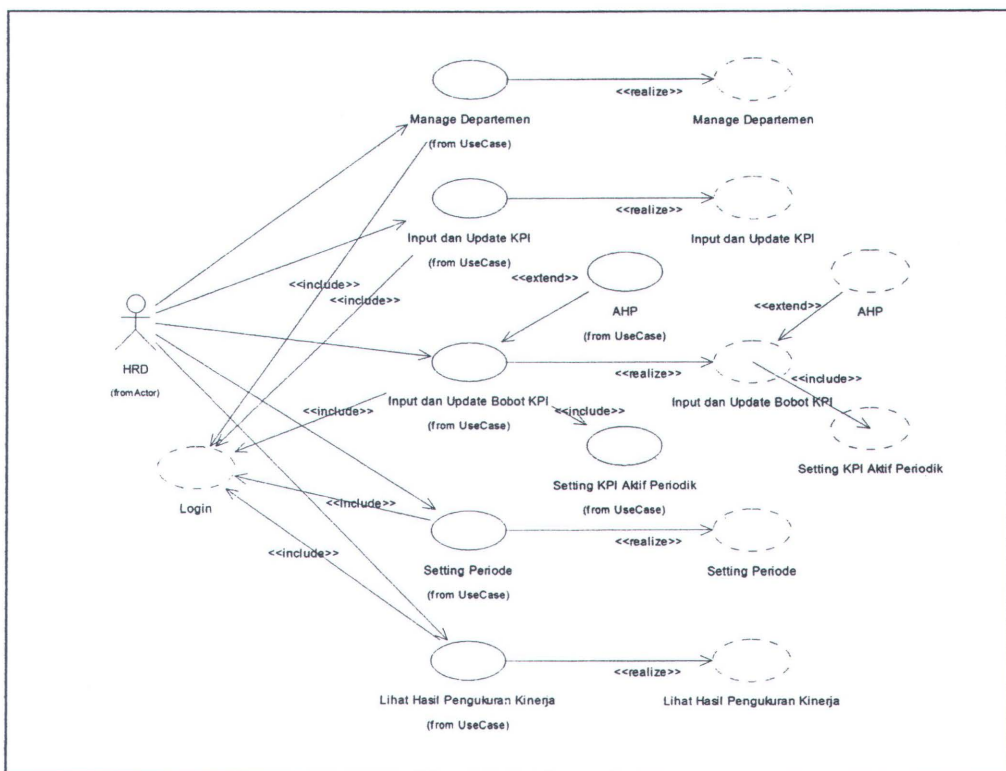 <<realize>>
Manage Departemen
(from UseCase)
Manage Departemen
<<realize>>
Input dan Update KPI
(from UseCase)
Input dan Update KPI
<<include>>
<<include>>
<<extend>>
AHP
(from UseCase)
<<extend>>
AHP
HRD
(from Actor)
<<realize>>
Input dan Update Bobot KPI
(from UseCase)
Input dan Update Bobot KPI
<<include>>
<<include>>
<<include>>
Setting KPI Aktif Periodik
(from UseCase)
Setting KPI Aktif Periodik
Login
<<include>>
<<include>>
<<realize>>
Setting Periode
(from UseCase)
Setting Periode
<<realize>>
Lihat Hasil Pengukuran Kinerja
(from UseCase)
Lihat Hasil Pengukuran Kinerja